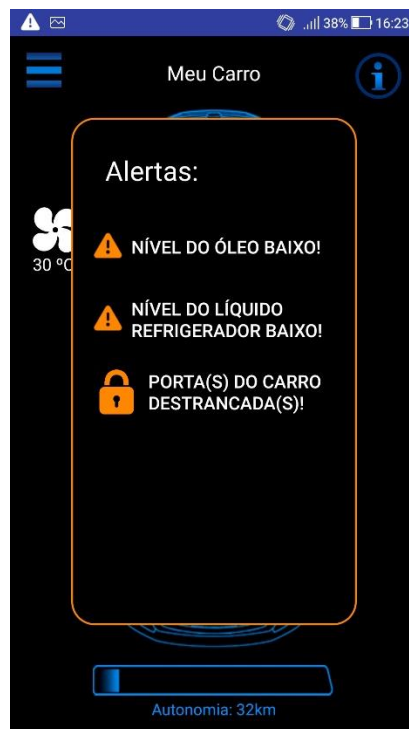 38% 16:23
Meu Carro
Alertas:
NÍVEL DO ÓLEO BAIXO!
30 ºC
NÍVEL DO LÍQUIDO
REFRIGERADOR BAIXO!
PORTA(S) DO CARRO
DESTRANCADA(S)!
Autonomia: 32km